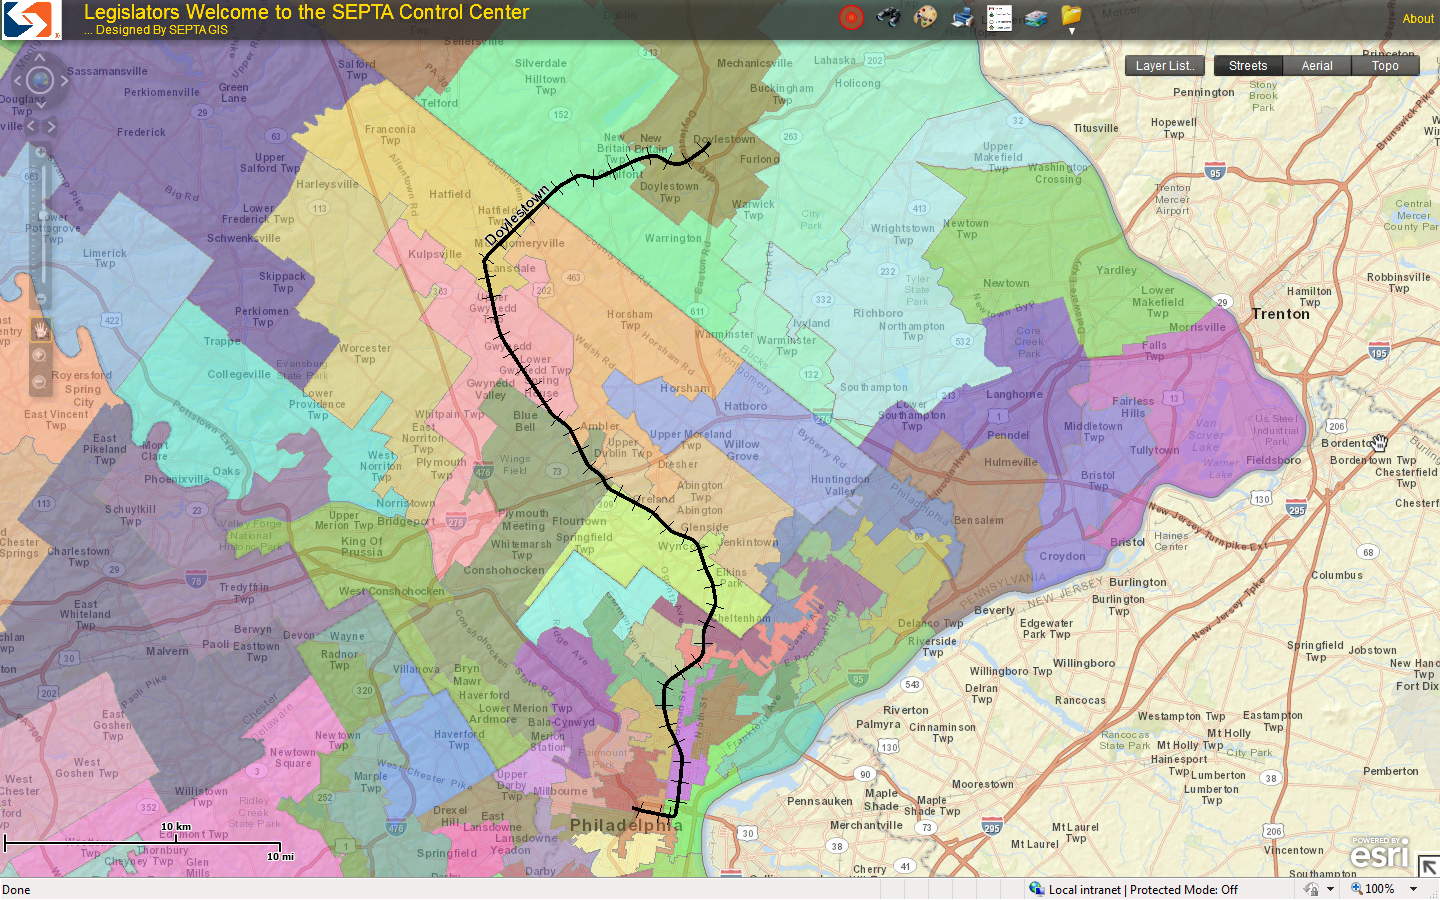 Legislators Welcome to the SEPTA Control Center
... Designed By SEPTAGIS
About
Layer List..
Streets
Aerial
Topo
Sassamansville
Perkiomenville
Green
Lane
Frederick
Upper
Salford Twp
Salford
Twp
Sellersville
Silverdale
Hilltown
Twp
Telford
Franconia
Twp
Mechanicsville
Buckingham
Twp
Lahaska
Holicong
Doylestown
Furlong
Doylestown
Twp
New
Britain
Twp
New
Britain
Warwick
Twp
Warrington
Harleysville
Hatfield
Lower
Frederick Twp
Schwenksville
Skippack
Twp
Perkiomen
Twp
Limerick
Twp
Kulpsville
Lansdale
Doylestown
Worcester
Twp
Trappe
Collegeville
Evansburg
State Park
Lower
Providence
Twp
Royersford
Spring
City
East Vincent
Twp
East
Pikeland
Twp
Mont
Clare
Oaks
Phoenixville
Schuylkill
Twp
Valley Forge
National
Historic Park
Charlestown
Twp
East
Whiteland
Twp
Tredyffrin
Twp
Berwyn
Paoli
Easttown
Twp
Malvern
Devon
Wayne
Radnor
Twp
Villanova
Bryn
Mawr
Haverford
Ardmore
Lower Merion Twp
Bala-Cynwyd
Merion
Station
Haverford
Twp
West Chester Pike
Upper
Darby
Twp
Millbourne
Philadelphia
Drexel
Hill
East
Lansdowne
Lansdowne
Yeadon
Darby
Springfield
Marple
Twp
Newtown
Twp
Newtown
Square
Willistown
Twp
Ridley
Creek
State Park
Edgmont Twp
Thornbury
Twp
Cheyney
Glen
Mills
East
Goshen
Twp
West
Goshen Twp
West Conshohocken
Conshohocken
King Of
Prussia
Upper
Merion Twp
Bridgeport
Norristown
West
Norriton
Twp
East
Norriton
Twp
Whitpain Twp
Blue
Bell
Plymouth
Twp
Plymouth
Meeting
Whitemarsh
Twp
Wings
Field
Flourtown
Springfield
Twp
Gwynedd
Valley
Lower
Gwynedd Twp
Spring
House
Ambler
Upper
Dublin Twp
Dresher
Abington
Twp
Abington
Glenside
Jenkintown
Wyncote
Elkins
Park
Cheltenham
Horsham
Twp
Horsham
Hatboro
Upper Moreland
Twp
Willow
Grove
Huntingdon
Valley
Byberry Rd
Welsh Rd
Warminster
Warminster
Twp
Ivyland
Richboro
Northampton
Twp
Tyler
State
Park
Wrightstown
Twp
Upper
Makefield
Twp
Washington
Crossing
Newtown
Twp
Newtown
Newtown Byp
Yardley
Lower
Makefield
Twp
Core
Creek
Park
Morrisville
Falls
Twp
Fairless
Hills
Langhorne
Middletown
Twp
Penndel
Hulmeville
Southampton
Lower
Southampton
Twp
Bensalem
Bristol
Twp
Tullytown
Van
Sciver
Lake
Warner
Lake
US Steel
Industrial
Park
Fieldsboro
Croydon
Bristol
PENNSYLVANIA
NEW JERSEY
Burlington
Burlington
Twp
Beverly
Edgewater
Park Twp
Delanco Twp
Riverside
Twp
Willingboro Twp
Willingboro
Delran
Twp
Riverton
Palmyra
Cinnaminson
Twp
Rancocas
Westampton Twp
Eastampton
Twp
Mt Holly
Mt Holly Twp
Hainesport
Twp
Lumberton
Lumberton
Twp
Rancocas
State Park
City Park
Moorestown
Maple
Shade
Maple
Shade Twp
Pennsauken
Merchantville
Cherry
Mt Laurel
Twp
Mt Laurel
Vincentown
Southampton
Pemberton
Springfield
Twp
Jobstown
Columbus
New Hano
Twp
Fort Dix
Haines
Center
New Jersey Turnpike Ext
New Jersey Tpke
Bordentown Twp
Chesterfield
Twp
Trenton
Hamilton
Twp
Robbinsville
Twp
Central
Mercer
County Park
Trenton
Mercer
Airport
Hopewell
Twp
Titusville
Pennington
Stony
Brook
Park
Princeton
Brunswick Pike
10 km
10 mi
POWERED BY
esri
Done
Local intranet | Protected Mode: Off
100%